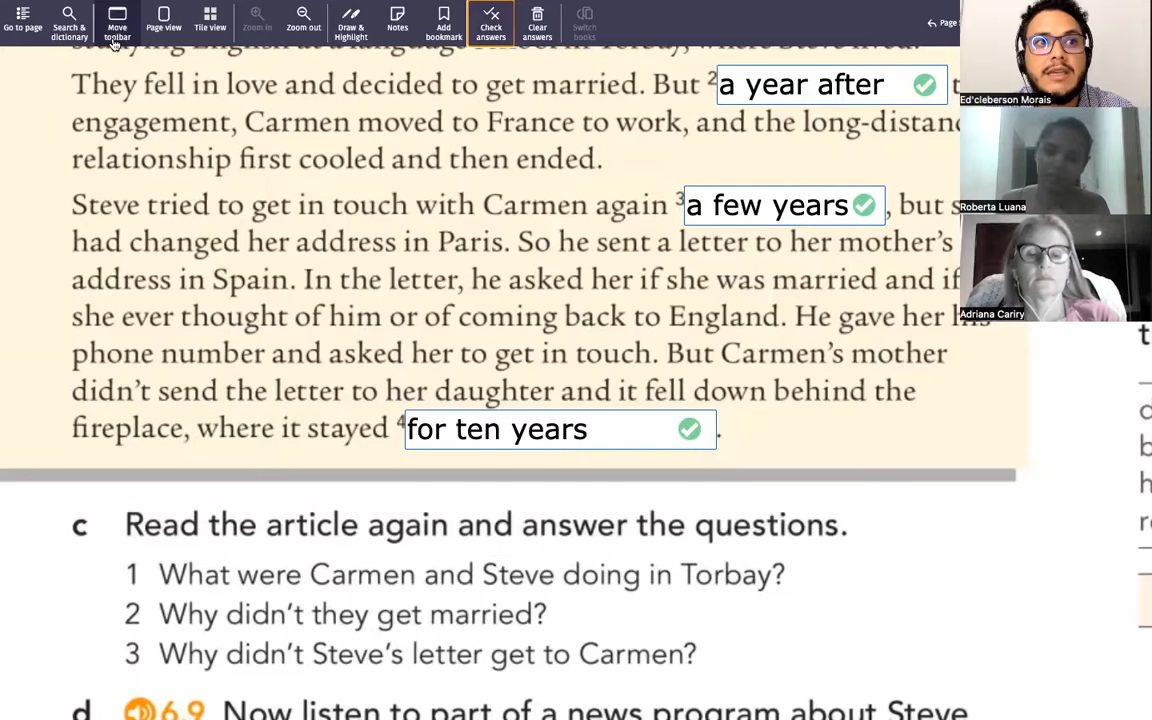 Go to page
Search & dictionary
Move toolbar
Page view
Tile view
Zoom in
Zoom out
Draw & Highlight
Notes
Add bookmark
Check answers
Clear answers
Switch books
Page
Ed'cleberson Morais
Roberta Luana
Adriana Cariry
They fell in love and decided to get married. But 2 a year after t
engagement, Carmen moved to France to work, and the long-distanc
relationship first cooled and then ended.
Steve tried to get in touch with Carmen again 3 a few years , but s
had changed her address in Paris. So he sent a letter to her mother's
address in Spain. In the letter, he asked her if she was married and if
she ever thought of him or of coming back to England. He gave her his
phone number and asked her to get in touch. But Carmen's mother
didn't send the letter to her daughter and it fell down behind the
fireplace, where it stayed 4 for ten years .
c Read the article again and answer the questions.
1 What were Carmen and Steve doing in Torbay?
2 Why didn't they get married?
3 Why didn't Steve's letter get to Carmen?
d 6.9 Now listen to part of a news program about Steve